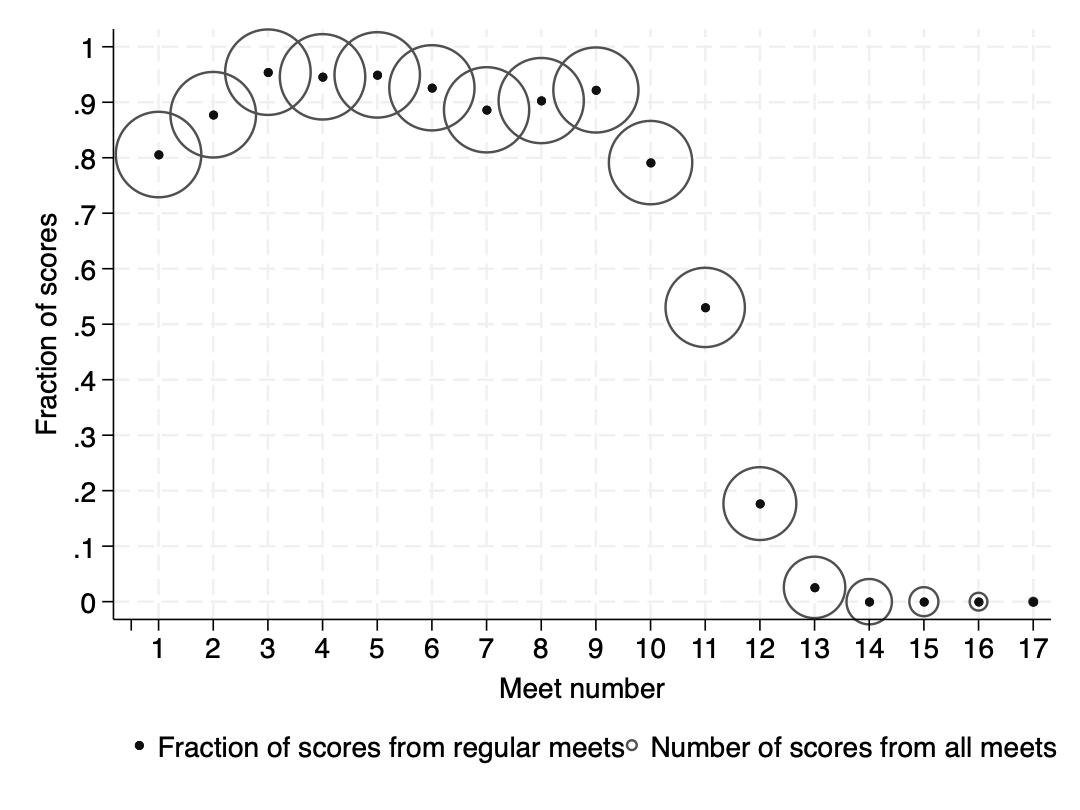 1
.9
.8
.7
.6
.5
.4
.3
.2
.1
0
Fraction of scores
1 2 3 4 5 6 7 8 9 10 11 12 13 14 15 16 17
Meet number
Fraction of scores from regular meets Number of scores from all meets